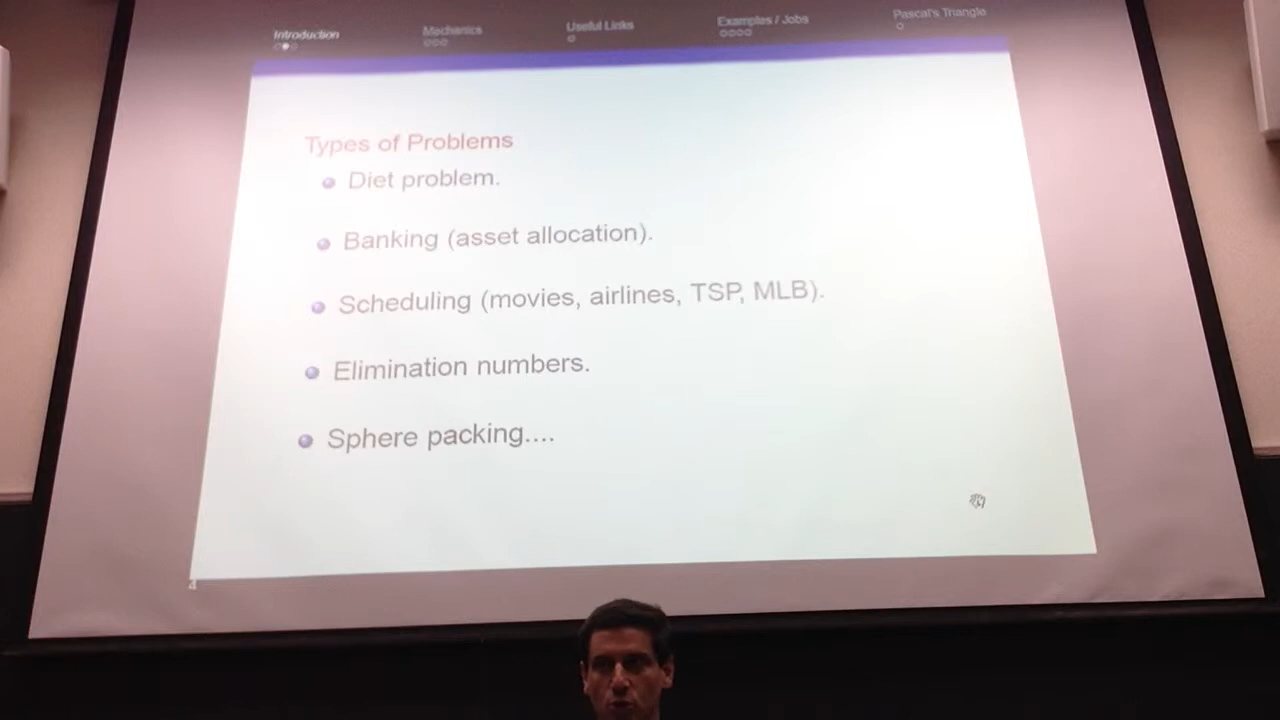 Introduction
Mechanics
Useful Links
Examples / Jobs
Pascal's Triangle
Types of Problems
Diet problem.
Banking (asset allocation).
Scheduling (movies, airlines, TSP, MLB).
Elimination numbers.
Sphere packing....